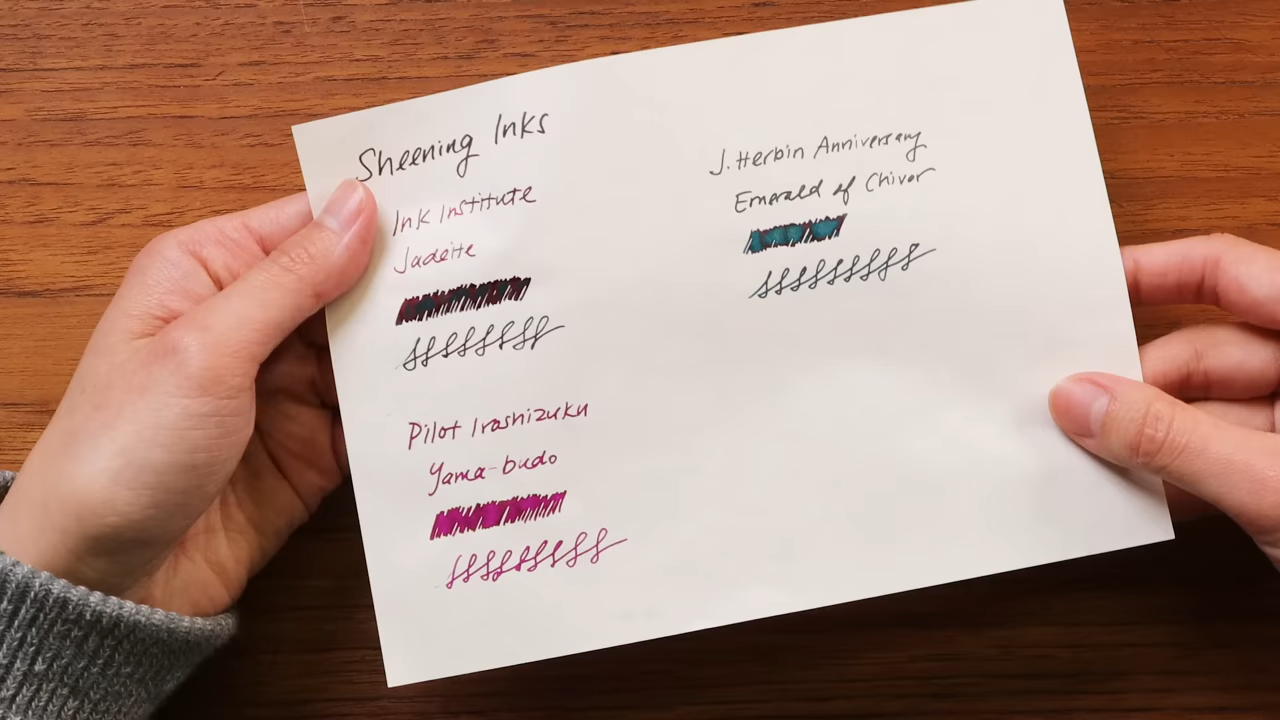 Sheening Inks
Ink Institute
Jadeite
Pilot Iroshizuku
Yama-budo
J. Herbin Anniversary
Emerald of Chivor